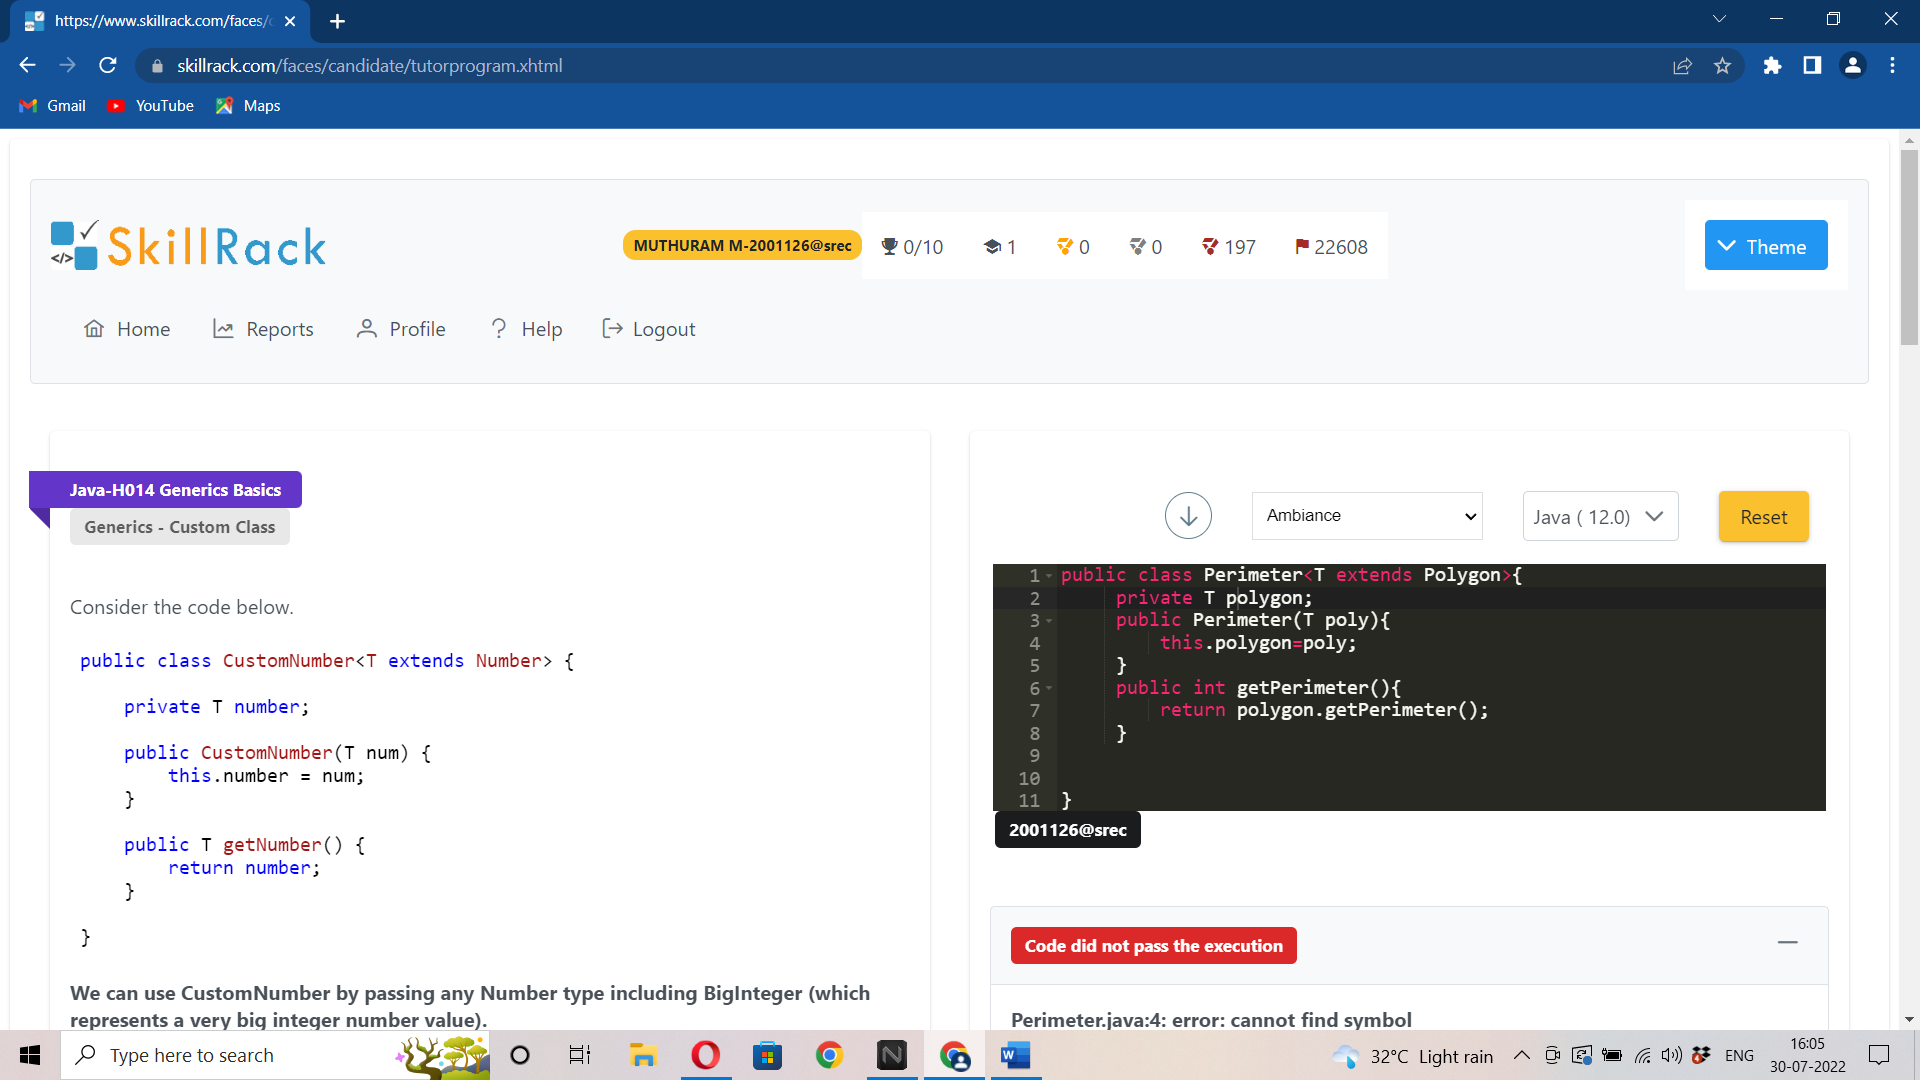 https://www.skillrack.com/faces/c
skillrack.com/faces/candidate/tutorprogram.xhtml
Gmail
YouTube
Maps
SkillRack
MUTHURAM M-2001126@srec
0/10
1
0
0
197
22608
Theme
Home
Reports
Profile
Help
Logout
Java-H014 Generics Basics
Generics - Custom Class
Consider the code below.
public class CustomNumber<T extends Number> {
private T number;
public CustomNumber(T num) {
this.number = num;
}
public T getNumber() {
return number;
}
}
We can use CustomNumber by passing any Number type including BigInteger (which
represents a very big integer number value).
Ambiance
Java ( 12.0)
Reset
1 public class Perimeter<T extends Polygon>{
2 private T polygon;
3 public Perimeter(T poly){
4 this.polygon=poly;
5 }
6 public int getPerimeter(){
7 return polygon.getPerimeter();
8 }
9
10
11 }
2001126@srec
Code did not pass the execution
Perimeter.java:4: error: cannot find symbol
Type here to search
32°C Light rain
ENG
16:05
30-07-2022